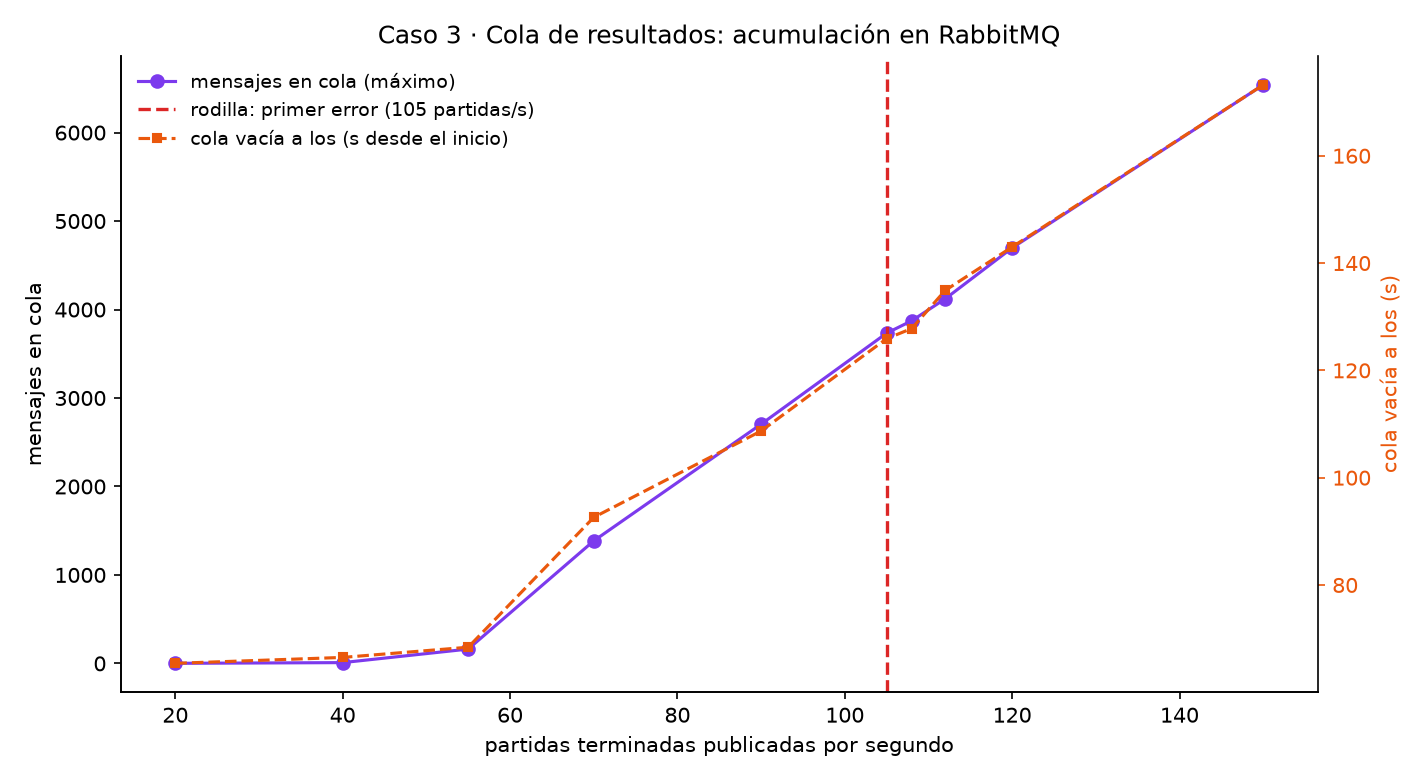 Caso 3 · Cola de resultados: acumulación en RabbitMQ
mensajes en cola (máximo)
rodilla: primer error (105 partidas/s)
cola vacía a los (s desde el inicio)
mensajes en cola
6000
5000
4000
3000
2000
1000
0
160
140
120
100
80
cola vacía a los (s)
20 40 60 80 100 120 140
partidas terminadas publicadas por segundo